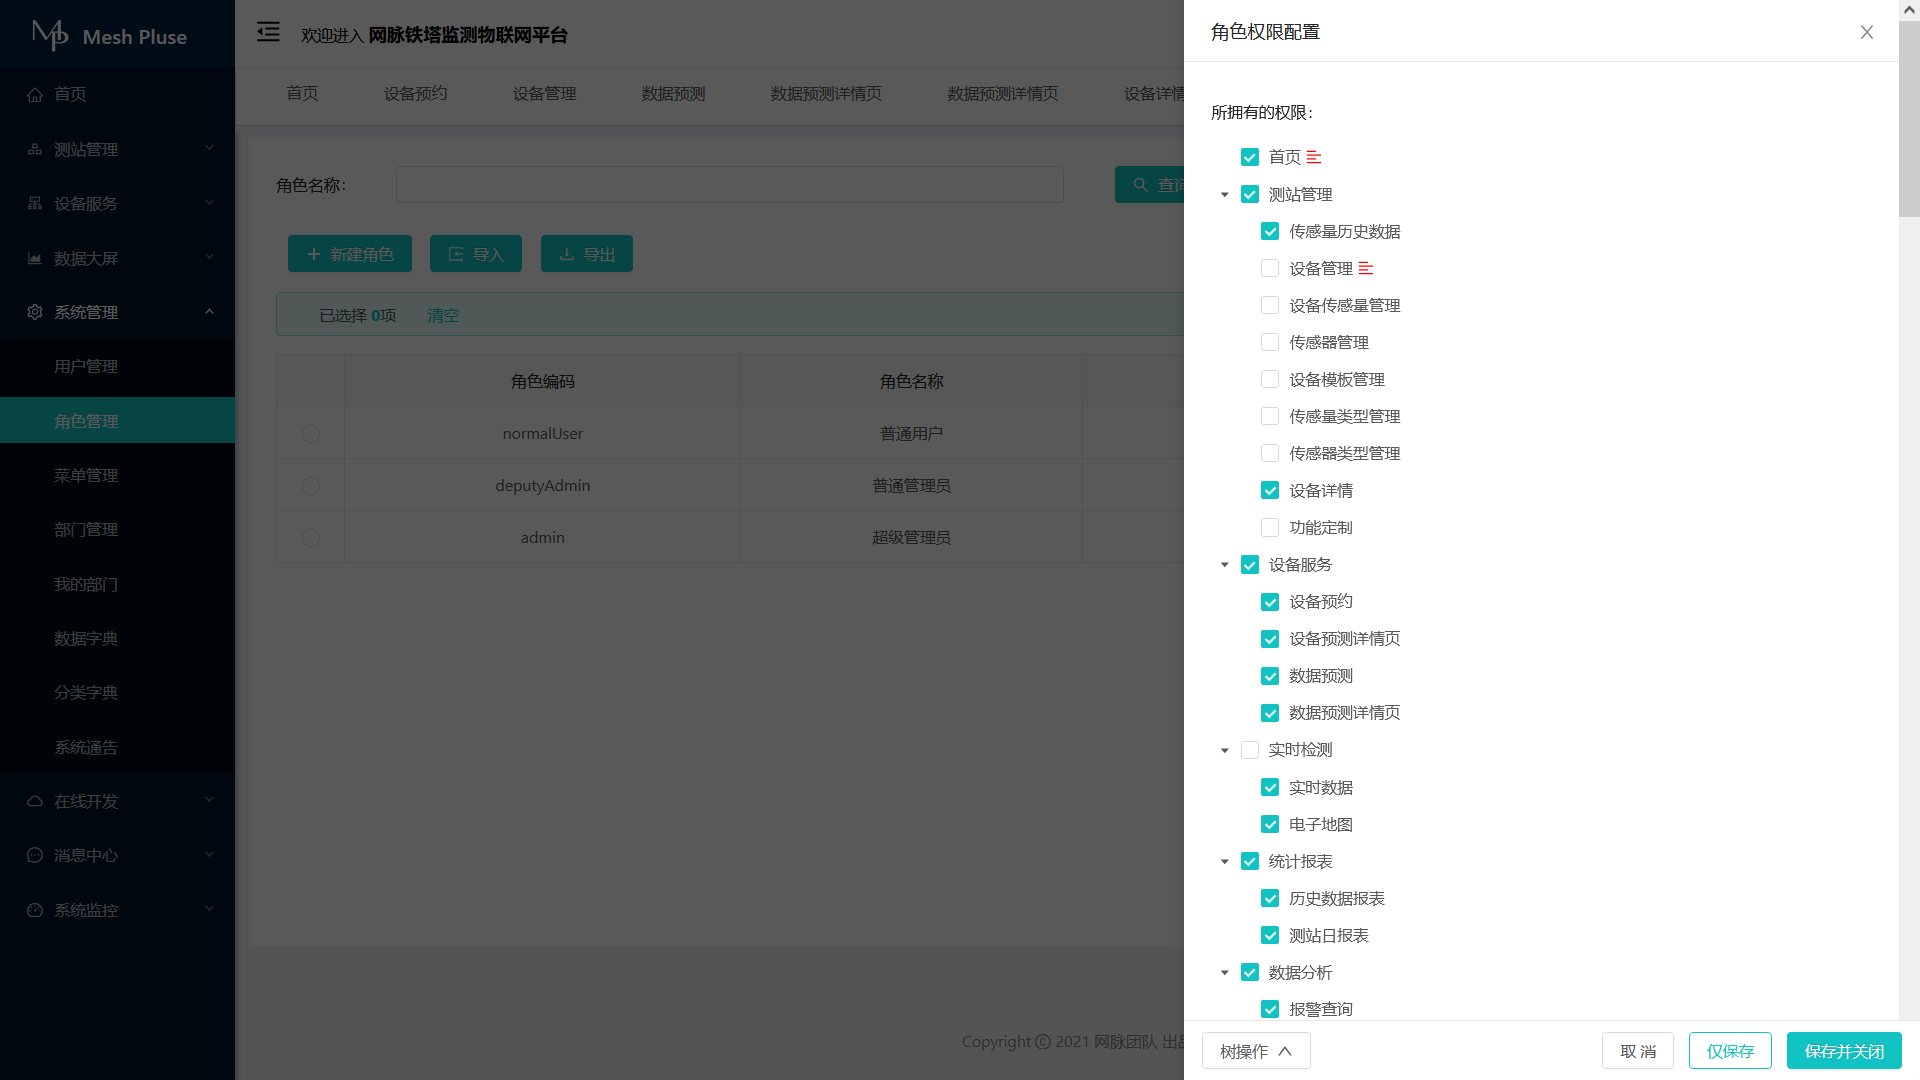 Mesh Pluse
首页
测站管理
设备服务
数据大屏
系统管理
用户管理
角色管理
菜单管理
部门管理
我的部门
数据字典
分类字典
系统通告
在线开发
消息中心
系统监控
欢迎进入 网脉铁塔监测物联网平台
首页 设备预约 设备管理 数据预测 数据预测详情页 数据预测详情页 设备详情
角色名称:
查询
新建角色 导入 导出
已选择 0项 清空
角色编码 角色名称
normalUser 普通用户
deputyAdmin 普通管理员
admin 超级管理员
Copyright © 2021 网脉团队 出品
角色权限配置
所拥有的权限:
首页
测站管理
传感量历史数据
设备管理
设备传感量管理
传感器管理
设备模板管理
传感量类型管理
传感器类型管理
设备详情
功能定制
设备服务
设备预约
设备预测详情页
数据预测
数据预测详情页
实时检测
实时数据
电子地图
统计报表
历史数据报表
测站日报表
数据分析
报警查询
树操作
取 消 仅保存 保存并关闭